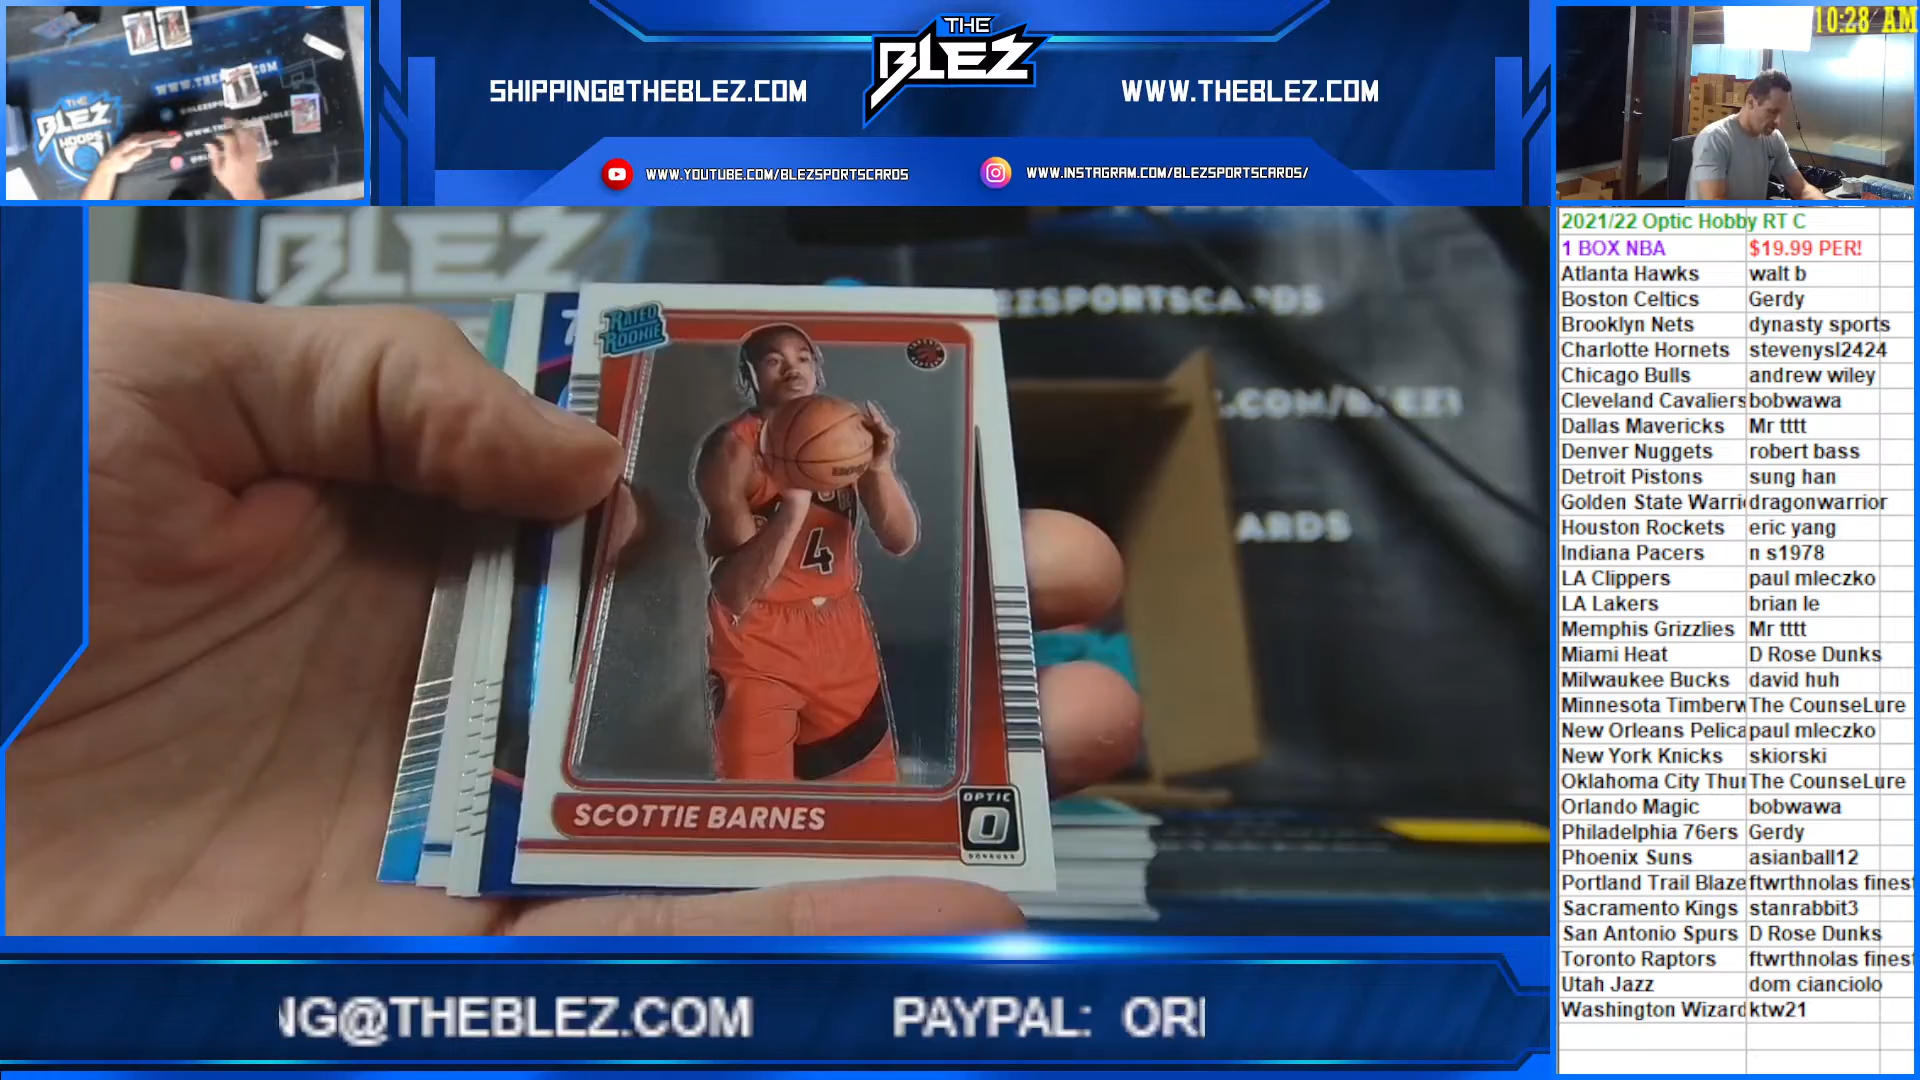 THE
BLEZ
SHIPPING@THEBLEZ.COM
WWW.THEBLEZ.COM
WWW.YOUTUBE.COM/BLEZSPORTSCARDS
WWW.INSTAGRAM.COM/BLEZSPORTSCARDS/
10:28 AM
THE
BLEZ
HOOPS
2021/22 Optic Hobby RT C
1 BOX NBA $19.99 PER!
Atlanta Hawks walt b
Boston Celtics Gerdy
Brooklyn Nets dynasty sports
Charlotte Hornets stevenysl2424
Chicago Bulls andrew wiley
Cleveland Cavaliers bobwawa
Dallas Mavericks Mr tttt
Denver Nuggets robert bass
Detroit Pistons sung han
Golden State Warri dragonwarrior
Houston Rockets eric yang
Indiana Pacers n s1978
LA Clippers paul mleczko
LA Lakers brian le
Memphis Grizzlies Mr tttt
Miami Heat D Rose Dunks
Milwaukee Bucks david huh
Minnesota Timberw The CounseLure
New Orleans Pelica paul mleczko
New York Knicks skiorski
Oklahoma City Thu The CounseLure
Orlando Magic bobwawa
Philadelphia 76ers Gerdy
Phoenix Suns asianball12
Portland Trail Blaze ftwrthnolas finest
Sacramento Kings stanrabbit3
San Antonio Spurs D Rose Dunks
Toronto Raptors ftwrthnolas finest
Utah Jazz dom cianciolo
Washington Wizard ktw21
BLEZ
RATED
ROOKIE
4
SCOTTIE BARNES
OPTIC
DONRUSS
ARDS
NG@THEBLEZ.COM
PAYPAL: ORI